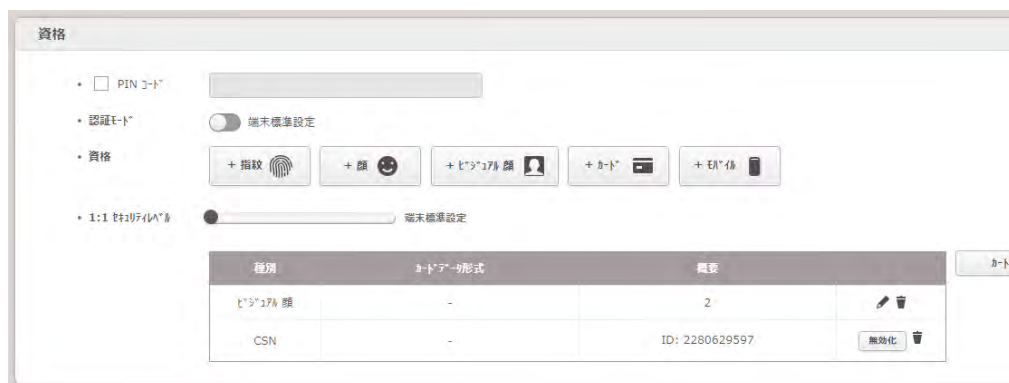 資格
• PIN ｺｰﾄﾞ
• 認証ﾓｰﾄﾞ 端末標準設定
• 資格 + 指紋 + 顔 + ﾋﾞｼﾞｭｱﾙ 顔 + ｶｰﾄﾞ + ﾓﾊﾞｲﾙ
• 1:1 ｾｷｭﾘﾃｨﾚﾍﾞﾙ 端末標準設定
種別 ｶｰﾄﾞﾃﾞｰﾀ形式 概要 ｶｰﾄ
ﾋﾞｼﾞｭｱﾙ 顔 - 2
CSN - ID: 2280629597 無効化